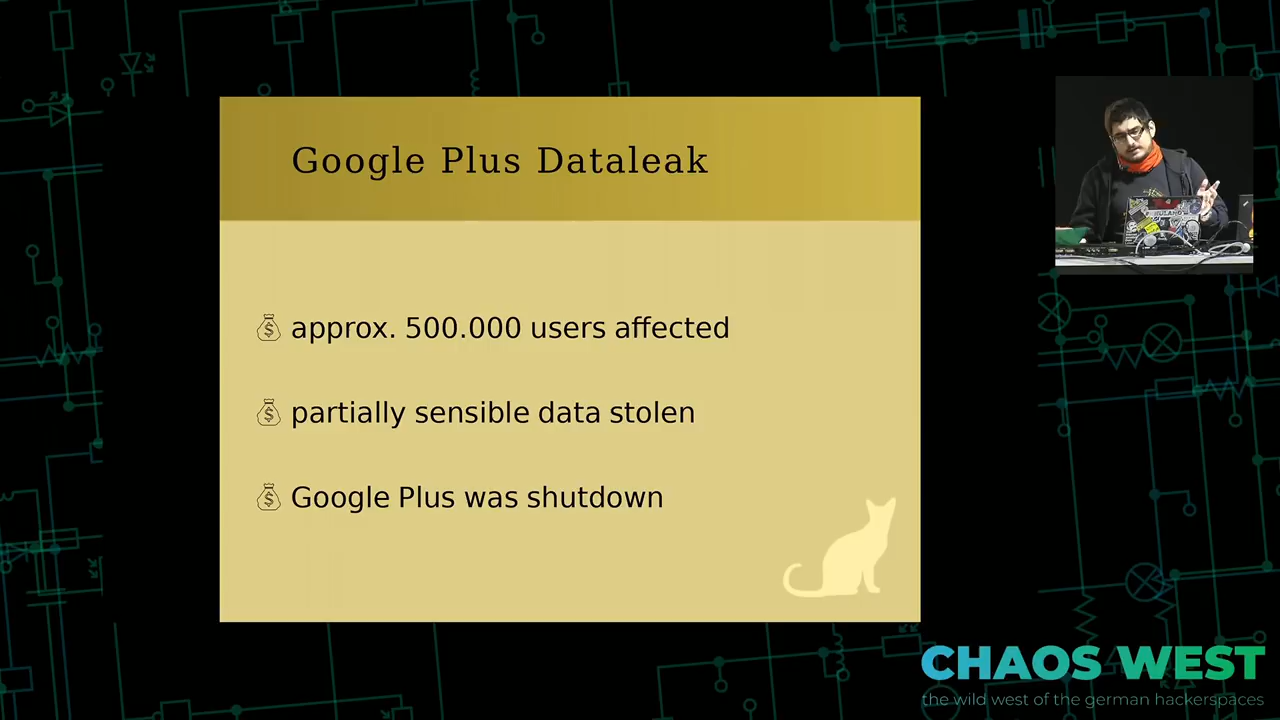 Google Plus Dataleak
approx. 500.000 users affected
partially sensible data stolen
Google Plus was shutdown
CHAOS WEST
the wild west of the german hackerspaces